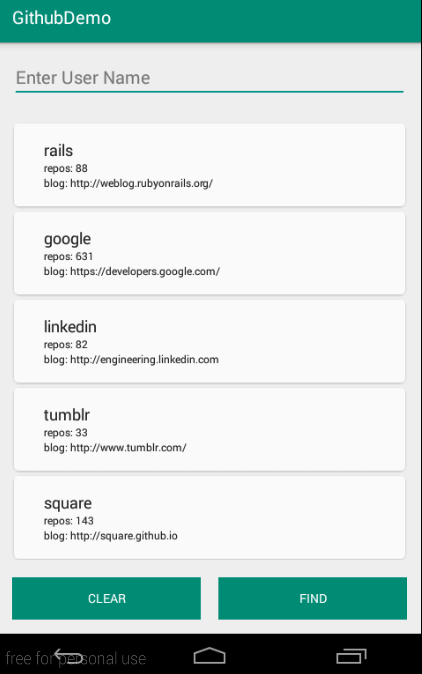 GithubDemo
Enter User Name
rails
repos: 88
blog: http://weblog.rubyonrails.org/
google
repos: 631
blog: https://developers.google.com/
linkedin
repos: 82
blog: http://engineering.linkedin.com
tumblr
repos: 33
blog: http://www.tumblr.com/
square
repos: 143
blog: http://square.github.io
CLEAR FIND
free for personal use